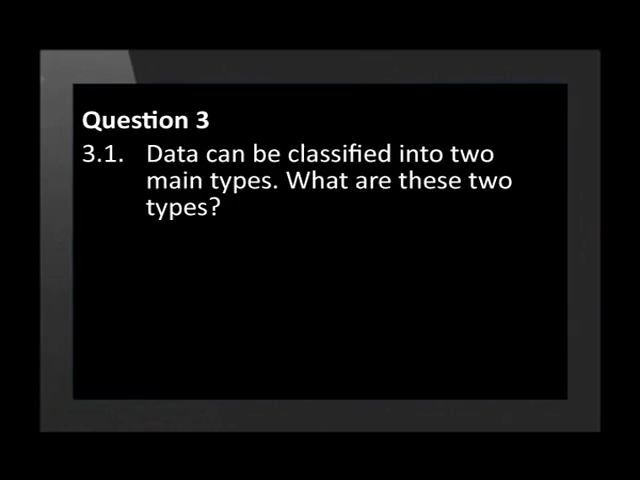 Question 3
3.1. Data can be classified into two
main types. What are these two
types?